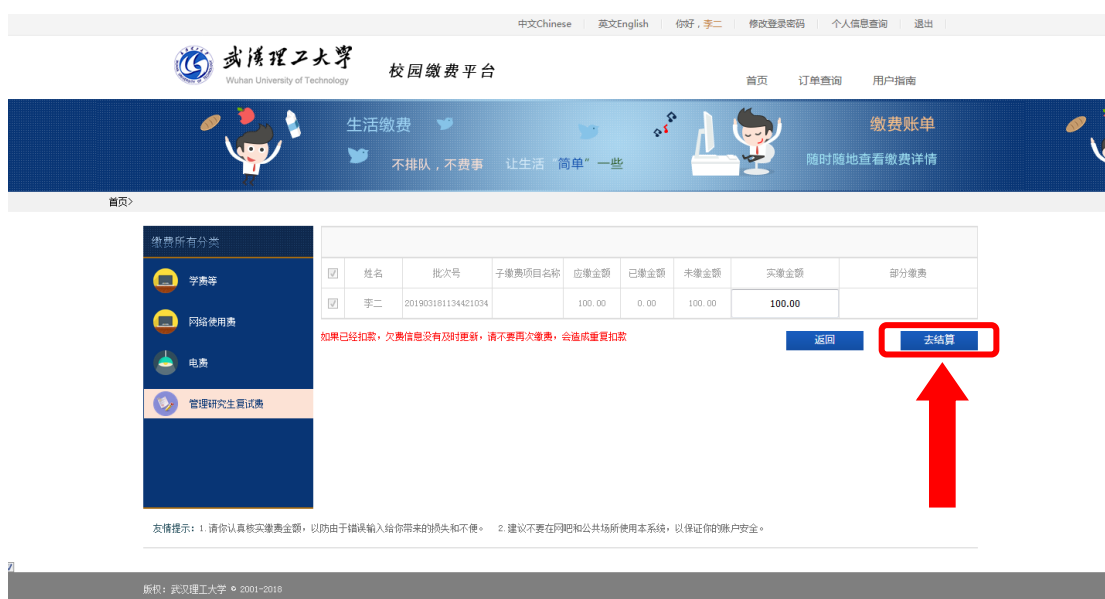 中文Chinese 英文English 你好，李二 修改登录密码 个人信息查询 退出
武汉理工大学
Wuhan University of Technology
校园缴费平台
首页 订单查询 用户指南
生活缴费
不排队，不费事 让生活“简单”一些
缴费账单
随时随地查看缴费详情
首页>
缴费所有分类
学费等
网络使用费
电费
管理研究生复试费
姓名 批次号 子缴费项目名称 应缴金额 已缴金额 未缴金额 实缴金额 部分缴费
李二 201903181134421034 100.00 0.00 100.00 100.00
如果已经扣款，欠费信息没有及时更新，请不要再次缴费，会造成重复扣款
返回 去结算
友情提示：1.请你认真核实缴费金额，以防由于错误输入给你带来的损失和不便。 2.建议不要在网吧和公共场所使用本系统，以保证你的账户安全。
版权：武汉理工大学 © 2001-2018